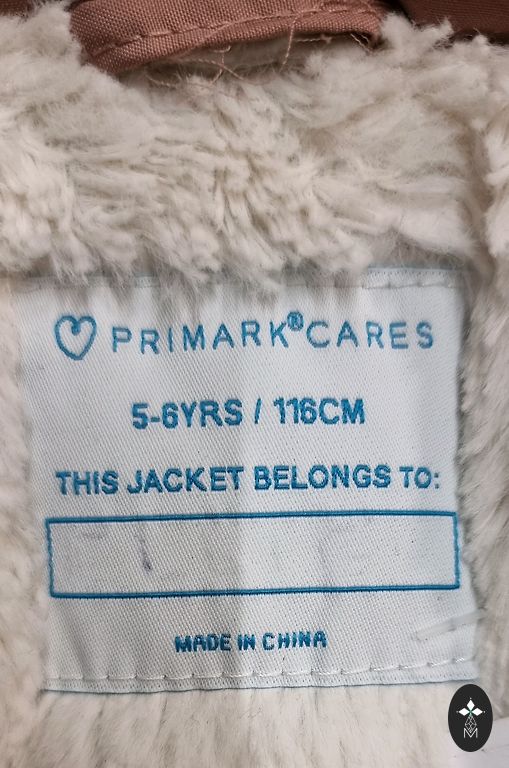 PRIMARK® CARES
5-6YRS / 116CM
THIS JACKET BELONGS TO:
MADE IN CHINA
M